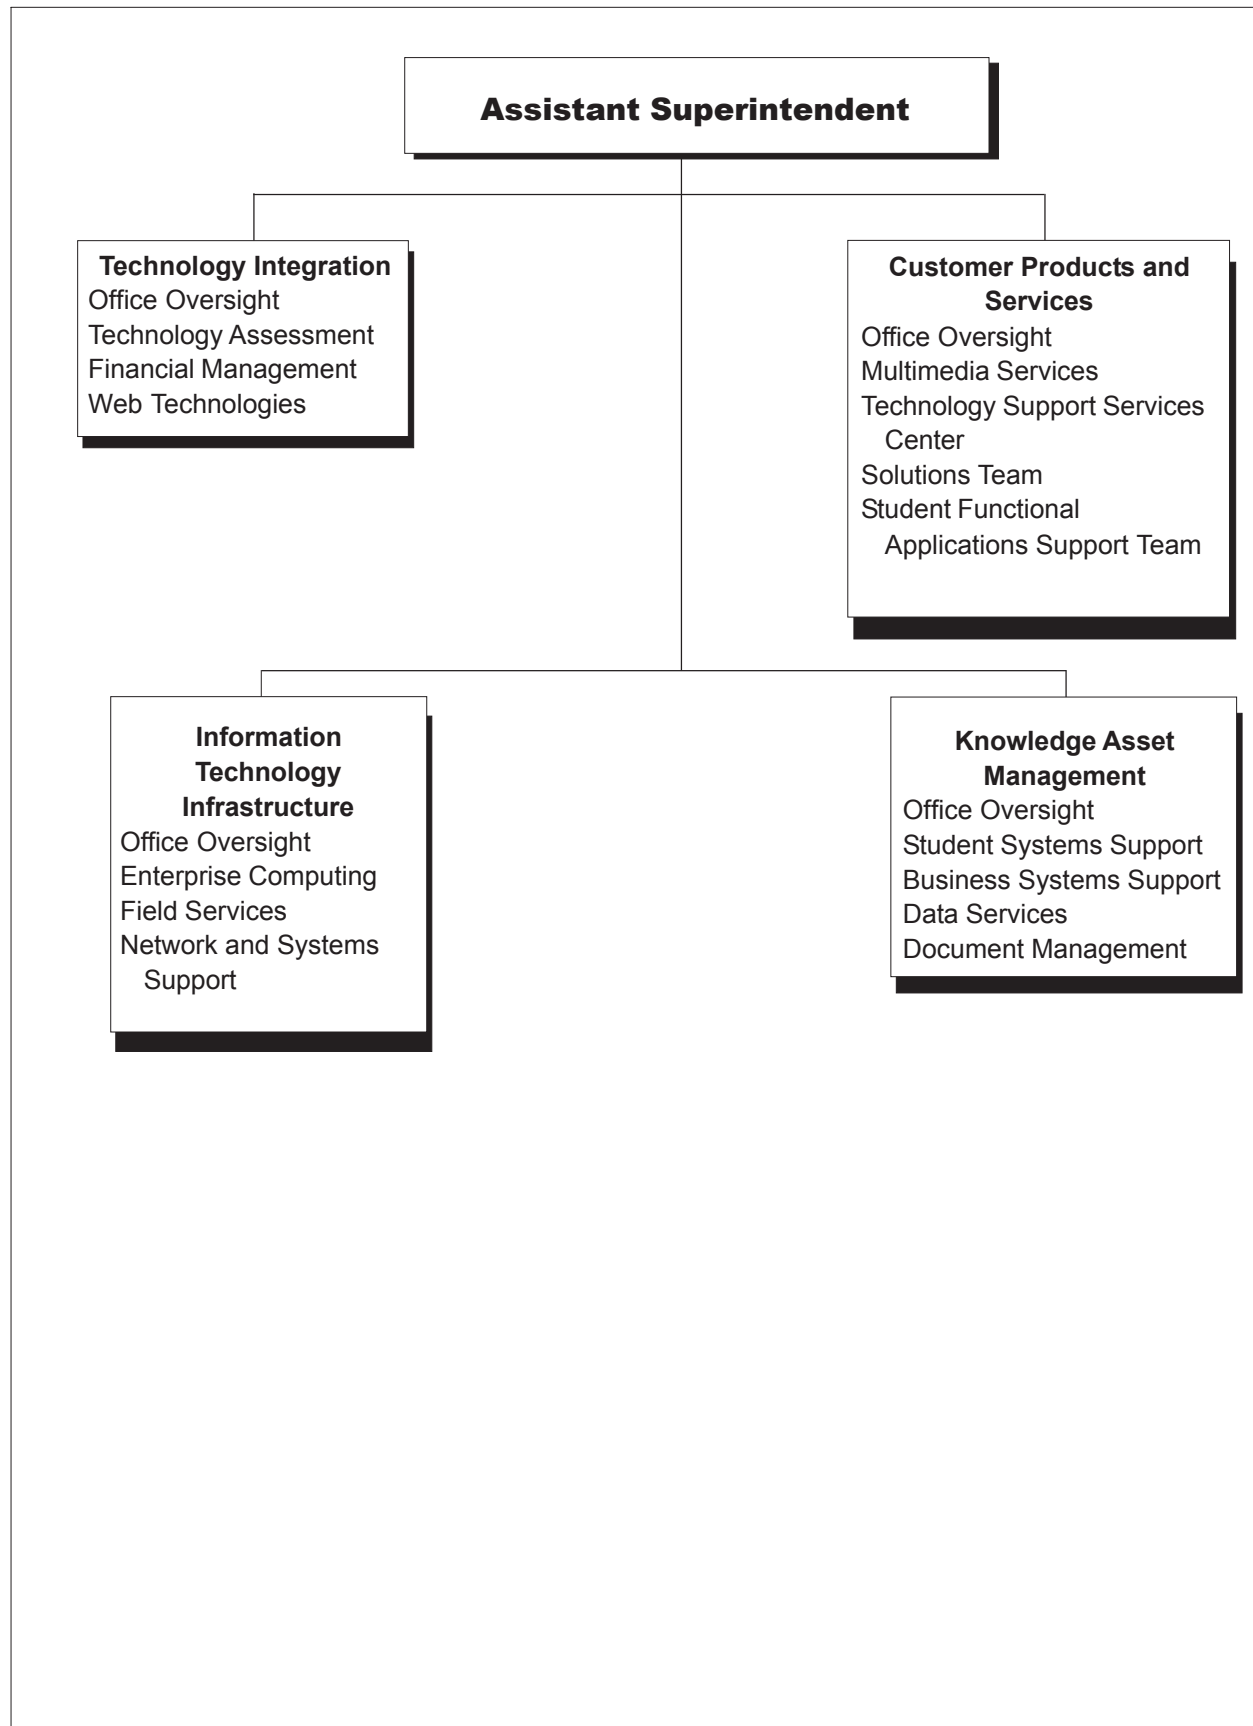 Assistant Superintendent
Technology Integration
Office Oversight
Technology Assessment
Financial Management
Web Technologies
Customer Products and
Services
Office Oversight
Multimedia Services
Technology Support Services
Center
Solutions Team
Student Functional
Applications Support Team
Information
Technology
Infrastructure
Office Oversight
Enterprise Computing
Field Services
Network and Systems
Support
Knowledge Asset
Management
Office Oversight
Student Systems Support
Business Systems Support
Data Services
Document Management